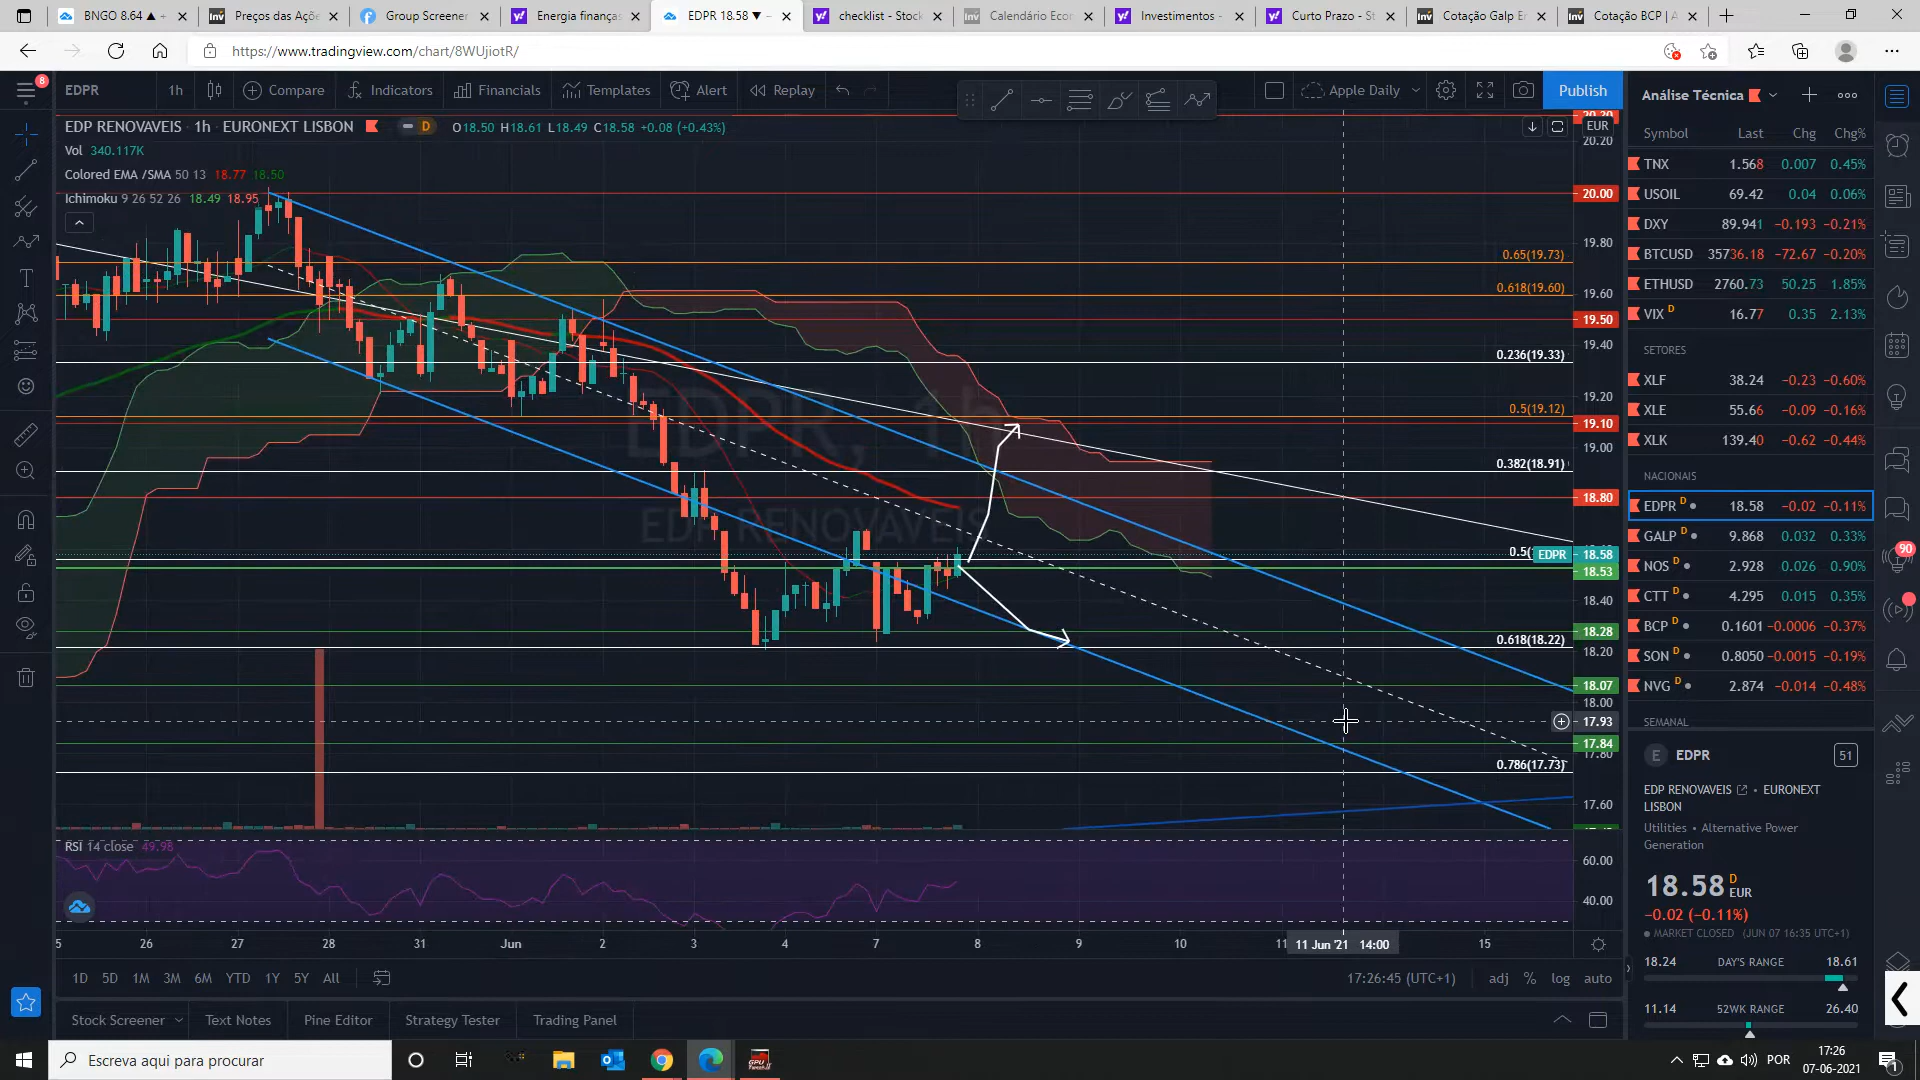 BNGO 8.64 ▲ +
Preços das Açõe
Group Screener
Energia finanças
EDPR 18.58 ▼ −
checklist - Stock
Calendário Econ
Investimentos -
Curto Prazo - St
Cotação Galp En
Cotação BCP | A
https://www.tradingview.com/chart/8WUjiotR/
8
EDPR
1h
Compare
Indicators
Financials
Templates
Alert
Replay
Apple Daily
Publish
Análise Técnica
EDP RENOVAVEIS · 1h · EURONEXT LISBON
D
O18.50 H18.61 L18.49 C18.58 +0.08 (+0.43%)
Vol 340.117K
Colored EMA /SMA 50 13 18.77 18.50
Ichimoku 9 26 52 26 18.49 18.95
EUR
20.20
20.00
19.80
0.65(19.73)
0.618(19.60)
19.60
19.50
19.40
0.236(19.33)
19.20
0.5(19.12)
19.10
19.00
0.382(18.91)
18.80
EDPR, 1h
EDP RENOVAVEIS
0.5(
EDPR 18.58
18.53
18.40
18.28
0.618(18.22)
18.20
18.07
18.00
17.93
17.84
17.80
0.786(17.73)
17.60
RSI 14 close 49.98
60.00
40.00
5 26 27 28 31 Jun 2 3 4 7 8 9 10 11
11 Jun '21 14:00
15
1D 5D 1M 3M 6M YTD 1Y 5Y All
17:26:45 (UTC+1)
adj % log auto
Stock Screener
Text Notes
Pine Editor
Strategy Tester
Trading Panel
Symbol Last Chg Chg%
TNX 1.568 0.007 0.45%
USOIL 69.42 0.04 0.06%
DXY 89.941 −0.193 −0.21%
BTCUSD 35736.18 −72.67 −0.20%
ETHUSD 2760.73 50.25 1.85%
VIX D 16.77 0.35 2.13%
SETORES
XLF 38.24 −0.23 −0.60%
XLE 55.66 −0.09 −0.16%
XLK 139.40 −0.62 −0.44%
NACIONAIS
EDPR D 18.58 −0.02 −0.11%
GALP D 9.868 0.032 0.33%
NOS D 2.928 0.026 0.90%
CTT D 4.295 0.015 0.35%
BCP D 0.1601 −0.0006 −0.37%
SON D 0.8050 −0.0015 −0.19%
NVG D 2.874 −0.014 −0.48%
SEMANAL
E EDPR
51
EDP RENOVAVEIS • EURONEXT
LISBON
Utilities • Alternative Power
Generation
18.58 D
EUR
−0.02 (−0.11%)
MARKET CLOSED (JUN 07 16:35 UTC+1)
18.24 DAY'S RANGE 18.61
11.14 52WK RANGE 26.40
90
Escreva aqui para procurar
POR
17:26
07-06-2021
1